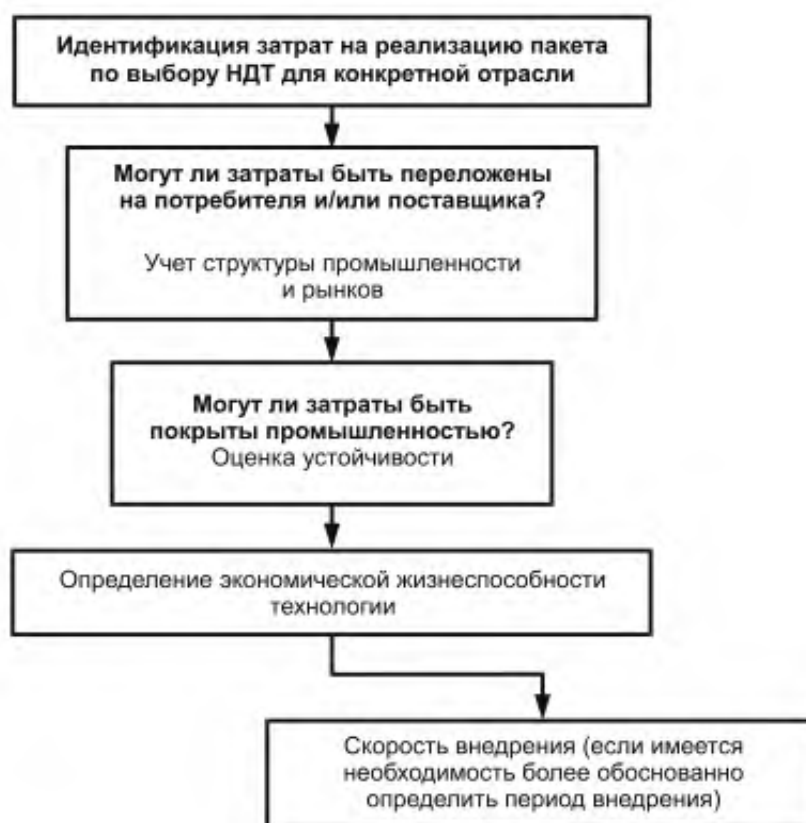 Идентификация затрат на реализацию пакета
по выбору НДТ для конкретной отрасли
Могут ли затраты быть переложены
на потребителя и/или поставщика?
Учет структуры промышленности
и рынков
Могут ли затраты быть
покрыты промышленностью?
Оценка устойчивости
Определение экономической жизнеспособности
технологии
Скорость внедрения (если имеется
необходимость более обоснованно
определить период внедрения)